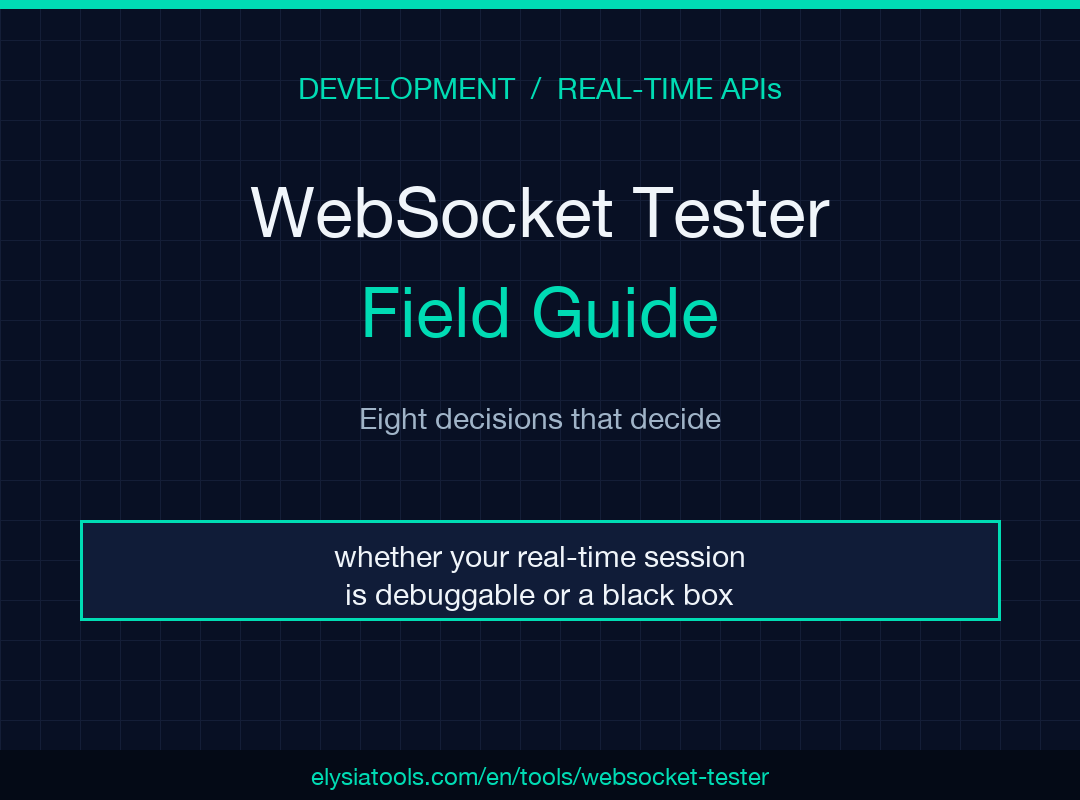 DEVELOPMENT / REAL-TIME APIs
WebSocket Tester
Field Guide
Eight decisions that decide
whether your real-time session
is debuggable or a black box
elysiatools.com/en/tools/websocket-tester